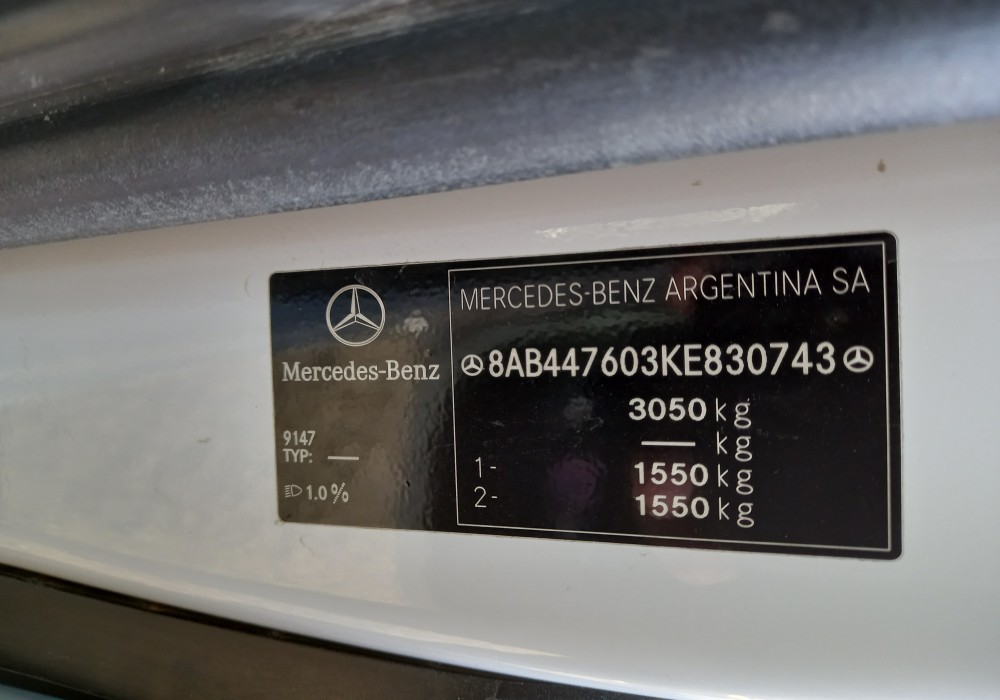 Mercedes-Benz
9147
TYP: —
1.0%
MERCEDES-BENZ ARGENTINA SA
8AB447603KE830743
3050 kg
— kg
1- 1550 kg
2- 1550 kg